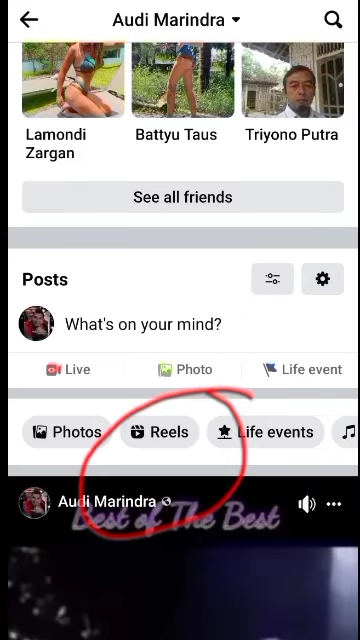 Audi Marindra
Lamondi Zargan
Battyu Taus
Triyono Putra
See all friends
Posts
What's on your mind?
Live
Photo
Life event
Photos
Reels
Life events
Audi Marindra
Best of The Best